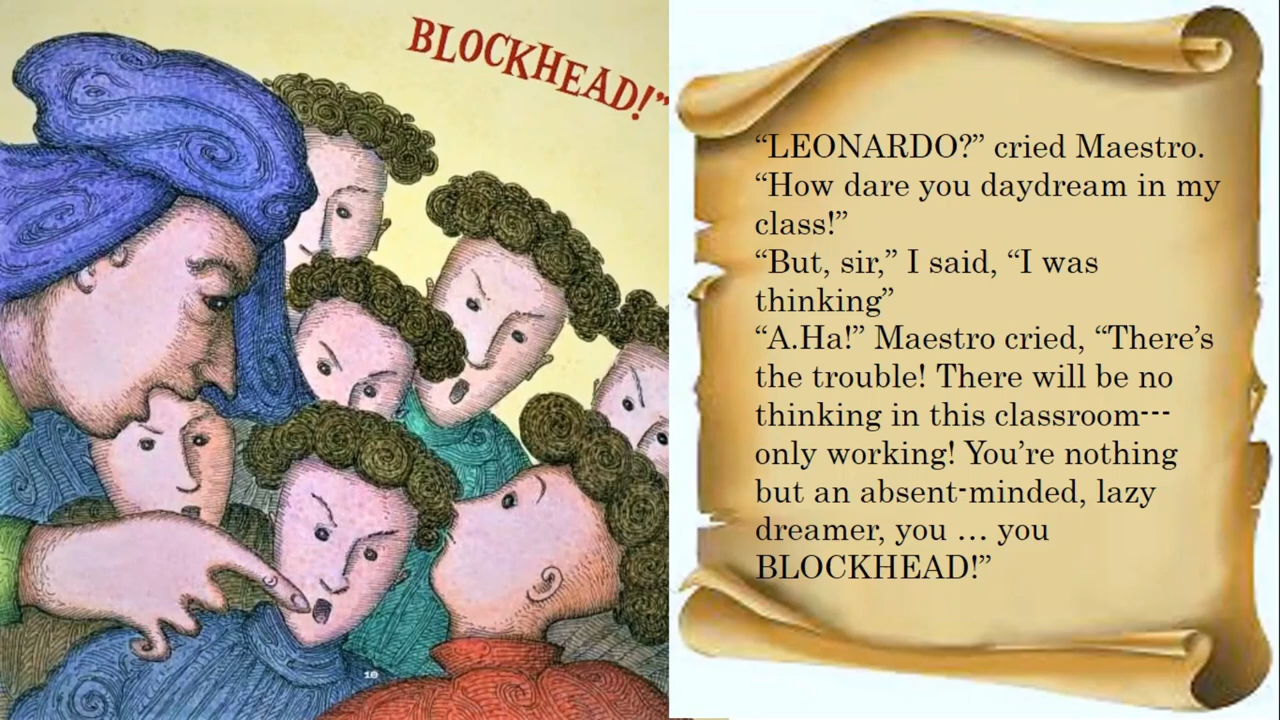 BLOCKHEAD!”
10
“LEONARDO?” cried Maestro.
“How dare you daydream in my
class!”
“But, sir,” I said, “I was
thinking”
“A.Ha!” Maestro cried, “There’s
the trouble! There will be no
thinking in this classroom---
only working! You’re nothing
but an absent-minded, lazy
dreamer, you … you
BLOCKHEAD!”